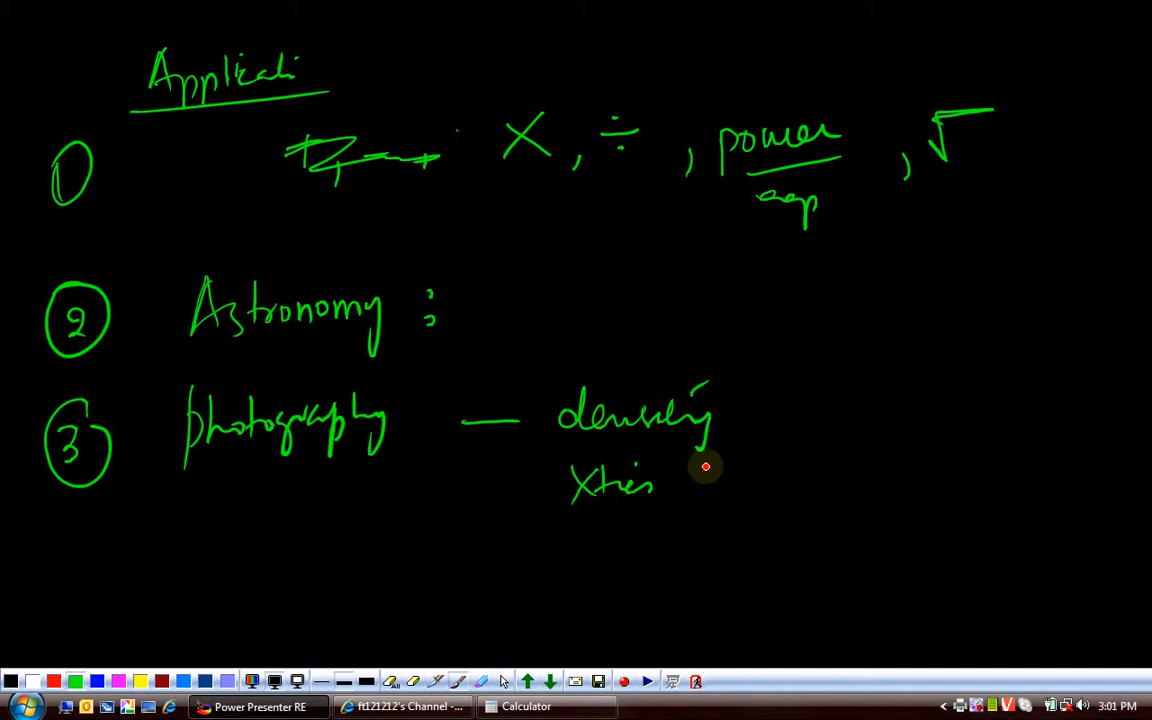 Applicati
① X, ÷, power, √
exp
② Astronomy :
③ photography — density
Xtics
Power Presenter RE
ft121212's Channel -...
Calculator
3:01 PM